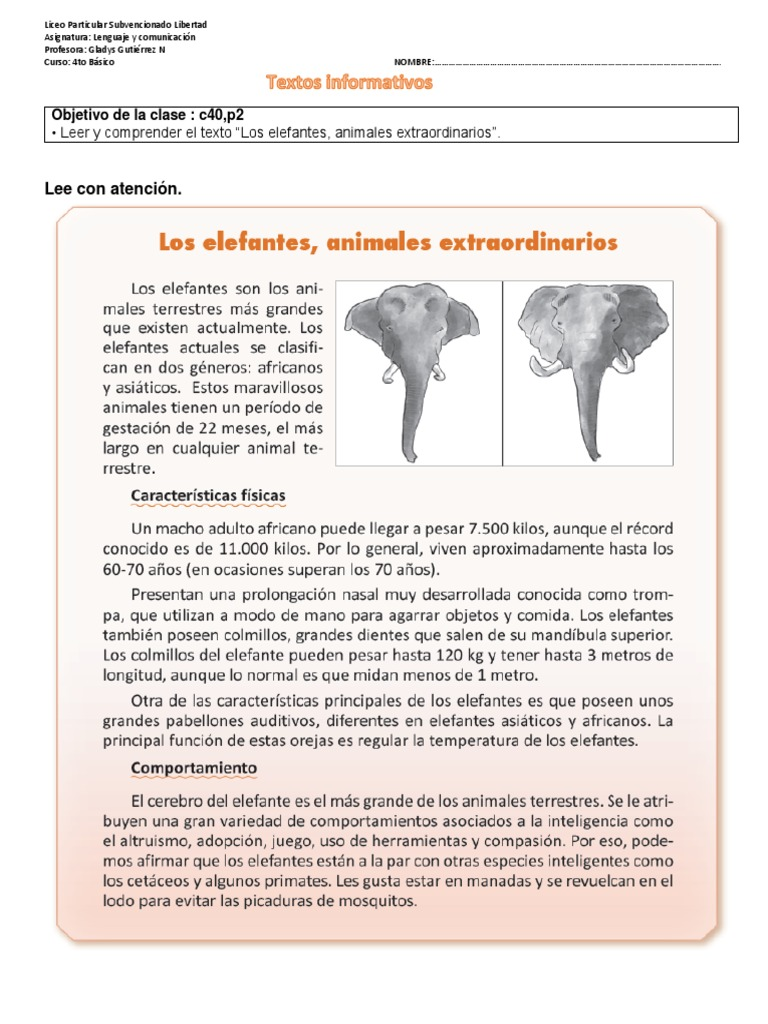 Liceo Particular Subvencionado Libertad
Asignatura: Lenguaje y comunicación
Profesora: Gladys Gutiérrez N
Curso: 4to Básico NOMBRE:....................................................................................................
Textos informativos
Objetivo de la clase : c40,p2
• Leer y comprender el texto “Los elefantes, animales extraordinarios”.
Lee con atención.
Los elefantes, animales extraordinarios
Los elefantes son los ani-
males terrestres más grandes
que existen actualmente. Los
elefantes actuales se clasifi-
can en dos géneros: africanos
y asiáticos. Estos maravillosos
animales tienen un período de
gestación de 22 meses, el más
largo en cualquier animal te-
rrestre.
Características físicas
Un macho adulto africano puede llegar a pesar 7.500 kilos, aunque el récord
conocido es de 11.000 kilos. Por lo general, viven aproximadamente hasta los
60-70 años (en ocasiones superan los 70 años).
Presentan una prolongación nasal muy desarrollada conocida como trom-
pa, que utilizan a modo de mano para agarrar objetos y comida. Los elefantes
también poseen colmillos, grandes dientes que salen de su mandíbula superior.
Los colmillos del elefante pueden pesar hasta 120 kg y tener hasta 3 metros de
longitud, aunque lo normal es que midan menos de 1 metro.
Otra de las características principales de los elefantes es que poseen unos
grandes pabellones auditivos, diferentes en elefantes asiáticos y africanos. La
principal función de estas orejas es regular la temperatura de los elefantes.
Comportamiento
El cerebro del elefante es el más grande de los animales terrestres. Se le atri-
buyen una gran variedad de comportamientos asociados a la inteligencia como
el altruismo, adopción, juego, uso de herramientas y compasión. Por eso, pode-
mos afirmar que los elefantes están a la par con otras especies inteligentes como
los cetáceos y algunos primates. Les gusta estar en manadas y se revuelcan en el
lodo para evitar las picaduras de mosquitos.